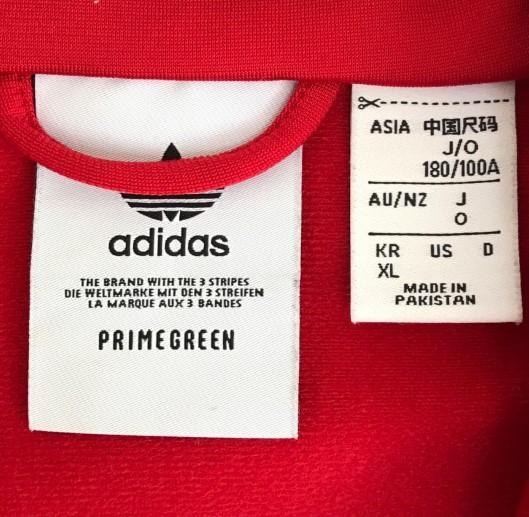 adidas
THE BRAND WITH THE 3 STRIPES
DIE WELTMARKE MIT DEN 3 STREIFEN
LA MARQUE AUX 3 BANDES
PRIMEGREEN
ASIA 中国尺码
J/O
180/100A
AU/NZ J
O
KR US D
XL
MADE IN
PAKISTAN